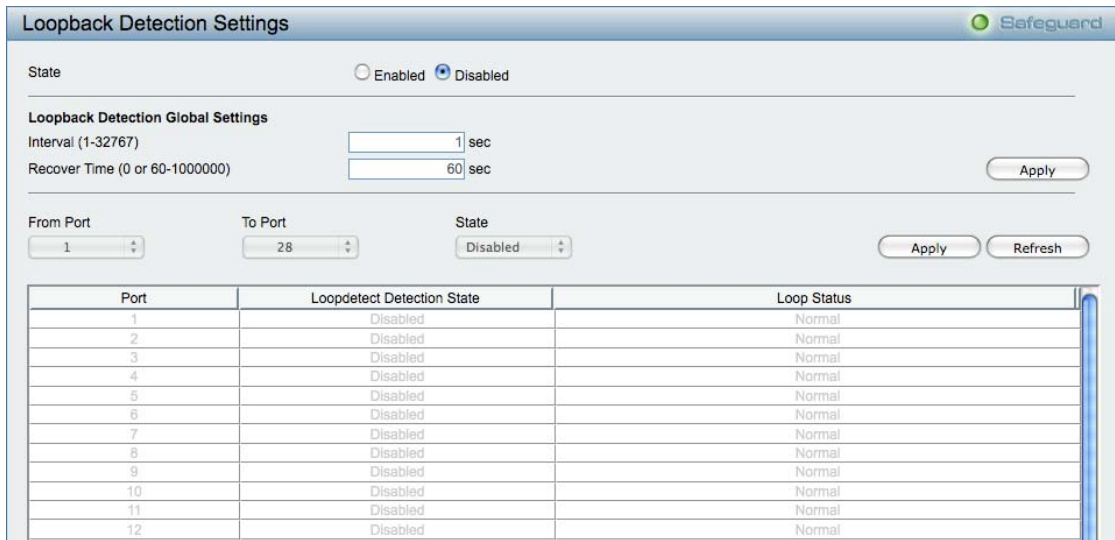 Loopback Detection Settings Safeguard
State Enabled Disabled
Loopback Detection Global Settings
Interval (1-32767) 1 sec
Recover Time (0 or 60-1000000) 60 sec Apply
From Port To Port State
1 28 Disabled Apply Refresh
Port Loopdetect Detection State Loop Status
1 Disabled Normal
2 Disabled Normal
3 Disabled Normal
4 Disabled Normal
5 Disabled Normal
6 Disabled Normal
7 Disabled Normal
8 Disabled Normal
9 Disabled Normal
10 Disabled Normal
11 Disabled Normal
12 Disabled Normal